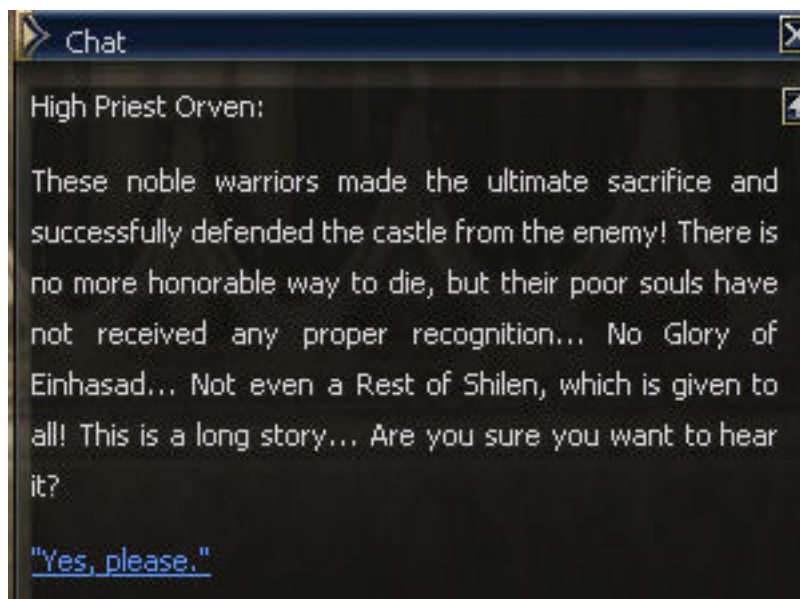 Chat
High Priest Orven:
These noble warriors made the ultimate sacrifice and
successfully defended the castle from the enemy! There is
no more honorable way to die, but their poor souls have
not received any proper recognition... No Glory of
Einhasad... Not even a Rest of Shilen, which is given to
all! This is a long story... Are you sure you want to hear
it?
"Yes, please."